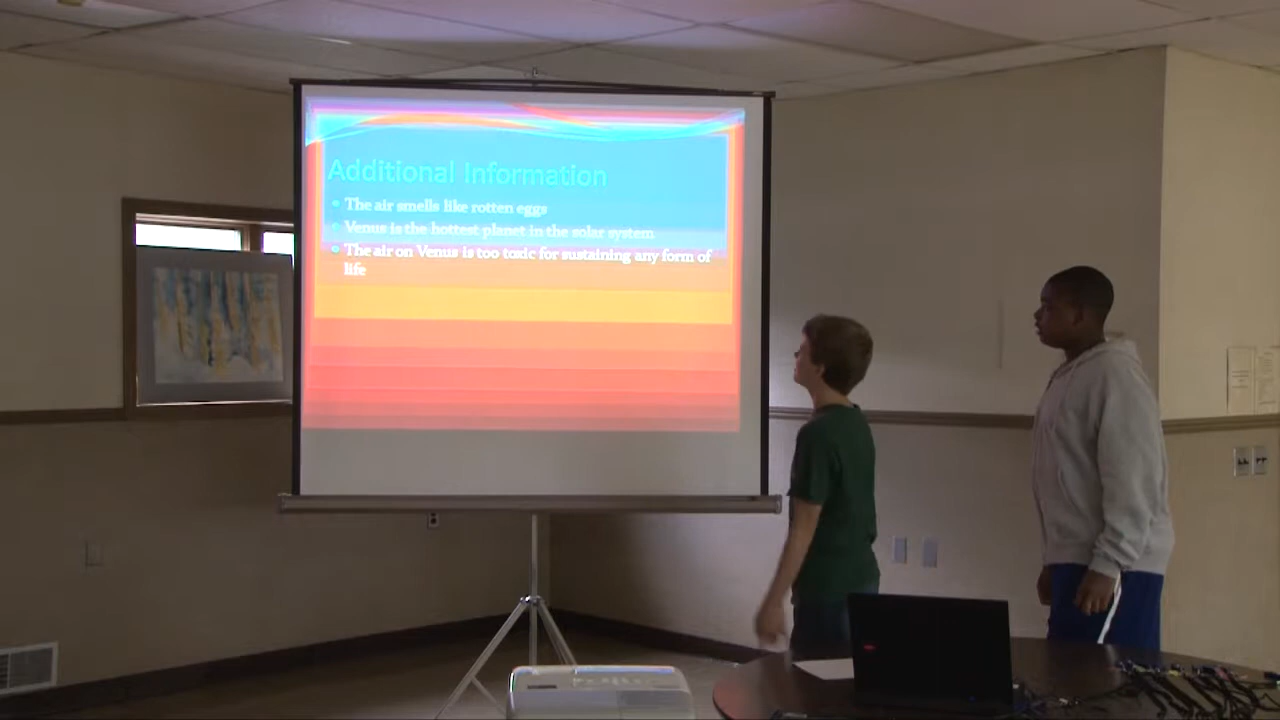 Additional Information
The air smells like rotten eggs
Venus is the hottest planet in the solar system
The air on Venus is too toxic for sustaining any form of
life